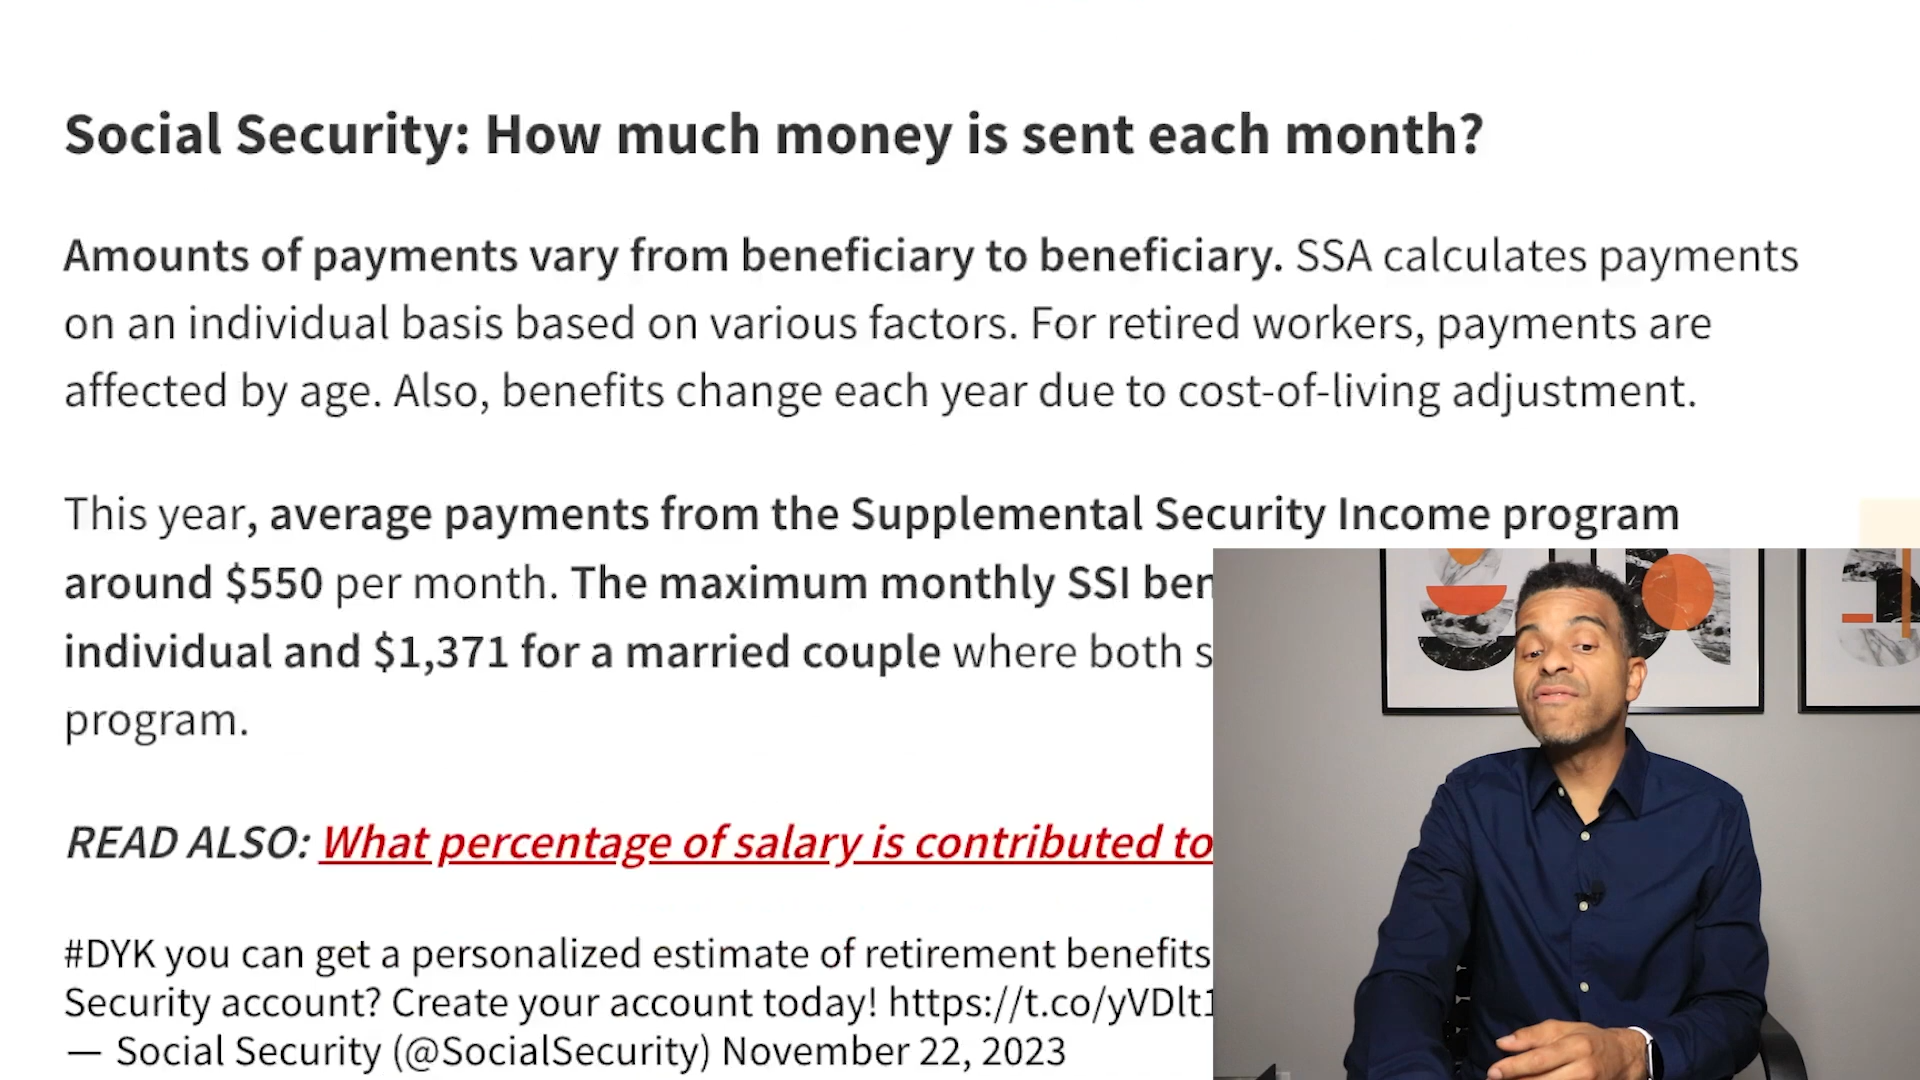 Social Security: How much money is sent each month?
Amounts of payments vary from beneficiary to beneficiary. SSA calculates payments
on an individual basis based on various factors. For retired workers, payments are
affected by age. Also, benefits change each year due to cost-of-living adjustment.
This year, average payments from the Supplemental Security Income program
around $550 per month. The maximum monthly SSI ben
individual and $1,371 for a married couple where both s
program.
READ ALSO: What percentage of salary is contributed to
#DYK you can get a personalized estimate of retirement benefits
Security account? Create your account today! https://t.co/yVDlt1
— Social Security (@SocialSecurity) November 22, 2023